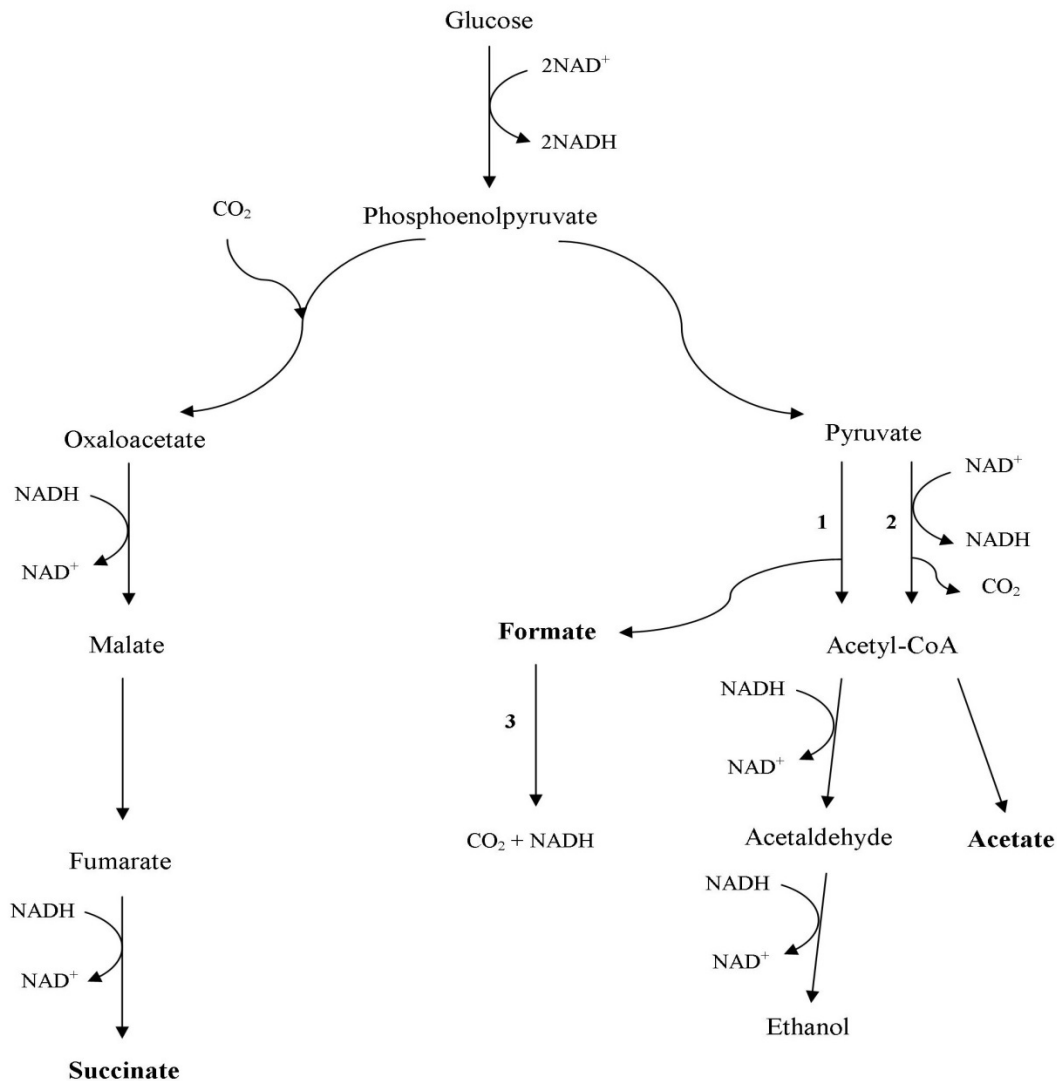 Glucose
2NAD⁺
2NADH
CO₂
Phosphoenolpyruvate
Oxaloacetate
Pyruvate
NADH
NAD⁺
NAD⁺
1
2
NADH
CO₂
Malate
Formate
Acetyl-CoA
NADH
3
NAD⁺
CO₂ + NADH
Acetaldehyde
Acetate
Fumarate
NADH
NAD⁺
NADH
NAD⁺
Ethanol
Succinate